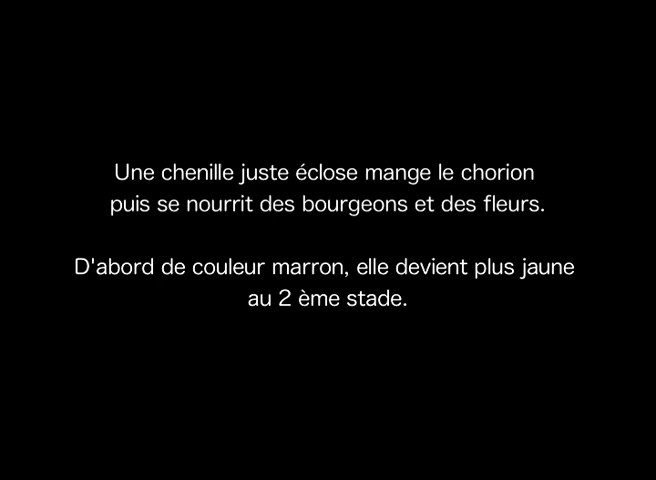 Une chenille juste éclose mange le chorion
puis se nourrit des bourgeons et des fleurs.
D'abord de couleur marron, elle devient plus jaune
au 2 ème stade.